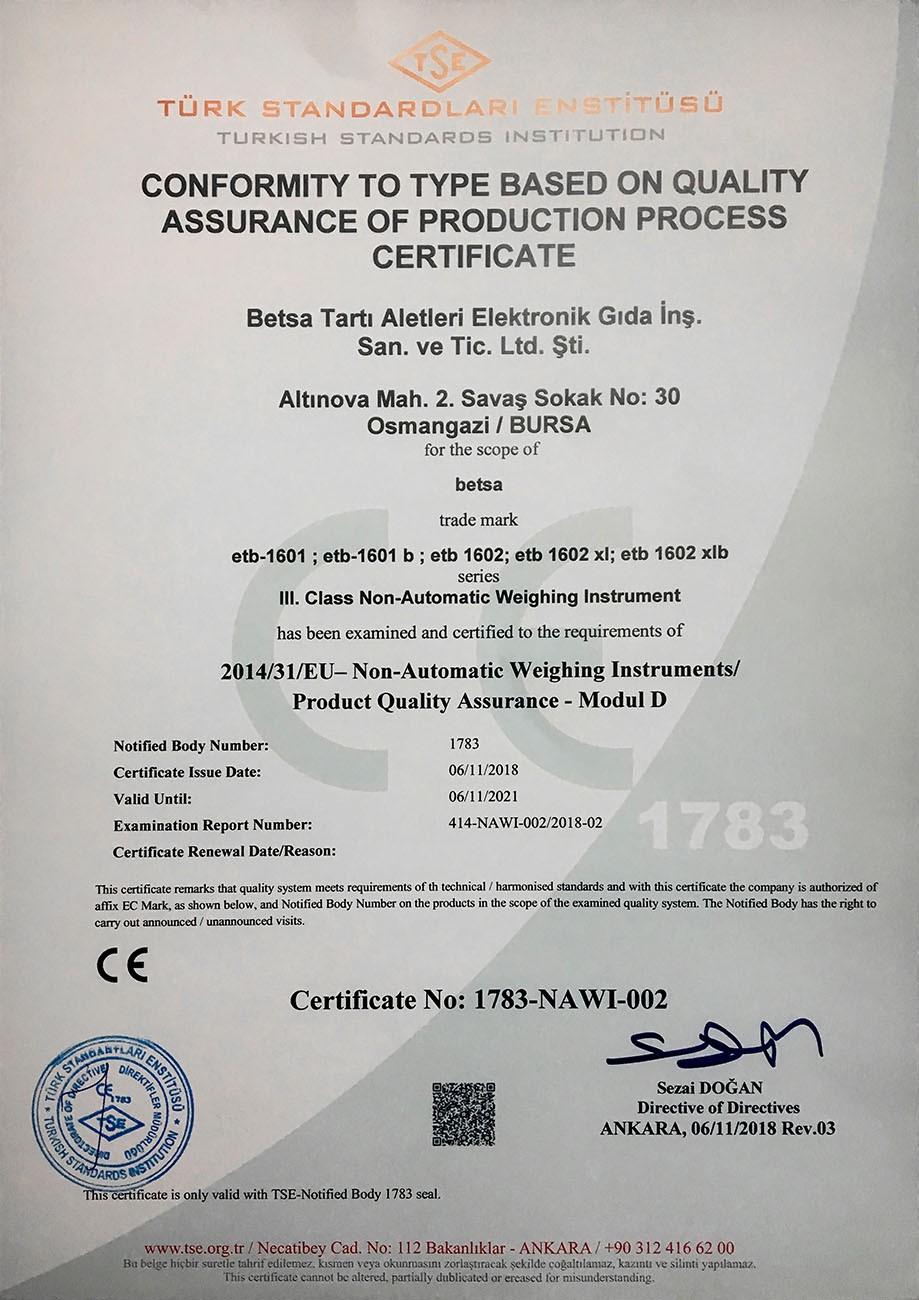 TSE
TÜRK STANDARDLARI ENSTİTÜSÜ
TURKISH STANDARDS INSTITUTION
CONFORMITY TO TYPE BASED ON QUALITY
ASSURANCE OF PRODUCTION PROCESS
CERTIFICATE
Betsa Tartı Aletleri Elektronik Gıda İnş.
San. ve Tic. Ltd. Şti.
Altınova Mah. 2. Savaş Sokak No: 30
Osmangazi / BURSA
for the scope of
betsa
trade mark
etb-1601 ; etb-1601 b ; etb 1602; etb 1602 xl; etb 1602 xlb
series
III. Class Non-Automatic Weighing Instrument
has been examined and certified to the requirements of
2014/31/EU– Non-Automatic Weighing Instruments/
Product Quality Assurance - Modul D
Notified Body Number: 1783
Certificate Issue Date: 06/11/2018
Valid Until: 06/11/2021
Examination Report Number: 414-NAWI-002/2018-02
1783
Certificate Renewal Date/Reason:
This certificate remarks that quality system meets requirements of th technical / harmonised standards and with this certificate the company is authorized of
affix EC Mark, as shown below, and Notified Body Number on the products in the scope of the examined quality system. The Notified Body has the right to
carry out announced / unannounced visits.
CE
Certificate No: 1783-NAWI-002
TÜRK STANDARTLARI ENSTİTÜSÜ
TURKISH STANDARDS INSTITUTION
DIRECTORATE OF DIRECTIVES
DİREKTİFLER MÜDÜRLÜĞÜ
CE
1783
TSE
Sezai DOĞAN
Directive of Directives
ANKARA, 06/11/2018 Rev.03
This certificate is only valid with TSE-Notified Body 1783 seal.
www.tse.org.tr / Necatibey Cad. No: 112 Bakanlıklar - ANKARA / +90 312 416 62 00
Bu belge hiçbir suretle tahrif edilemez, kısmen veya okunmasını zorlaştıracak şekilde çoğaltılamaz, kazıntı ve silinti yapılamaz.
This certificate cannot be altered, partially dublicated or ereased for misunderstanding.